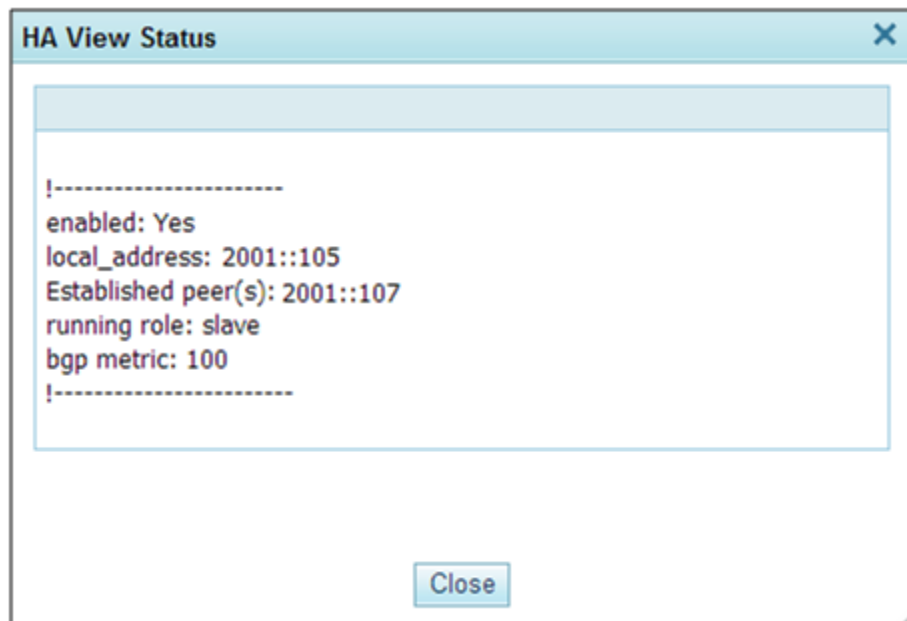 HA View Status
!-----------------------
enabled: Yes
local_address: 2001::105
Established peer(s): 2001::107
running role: slave
bgp metric: 100
!------------------------
Close